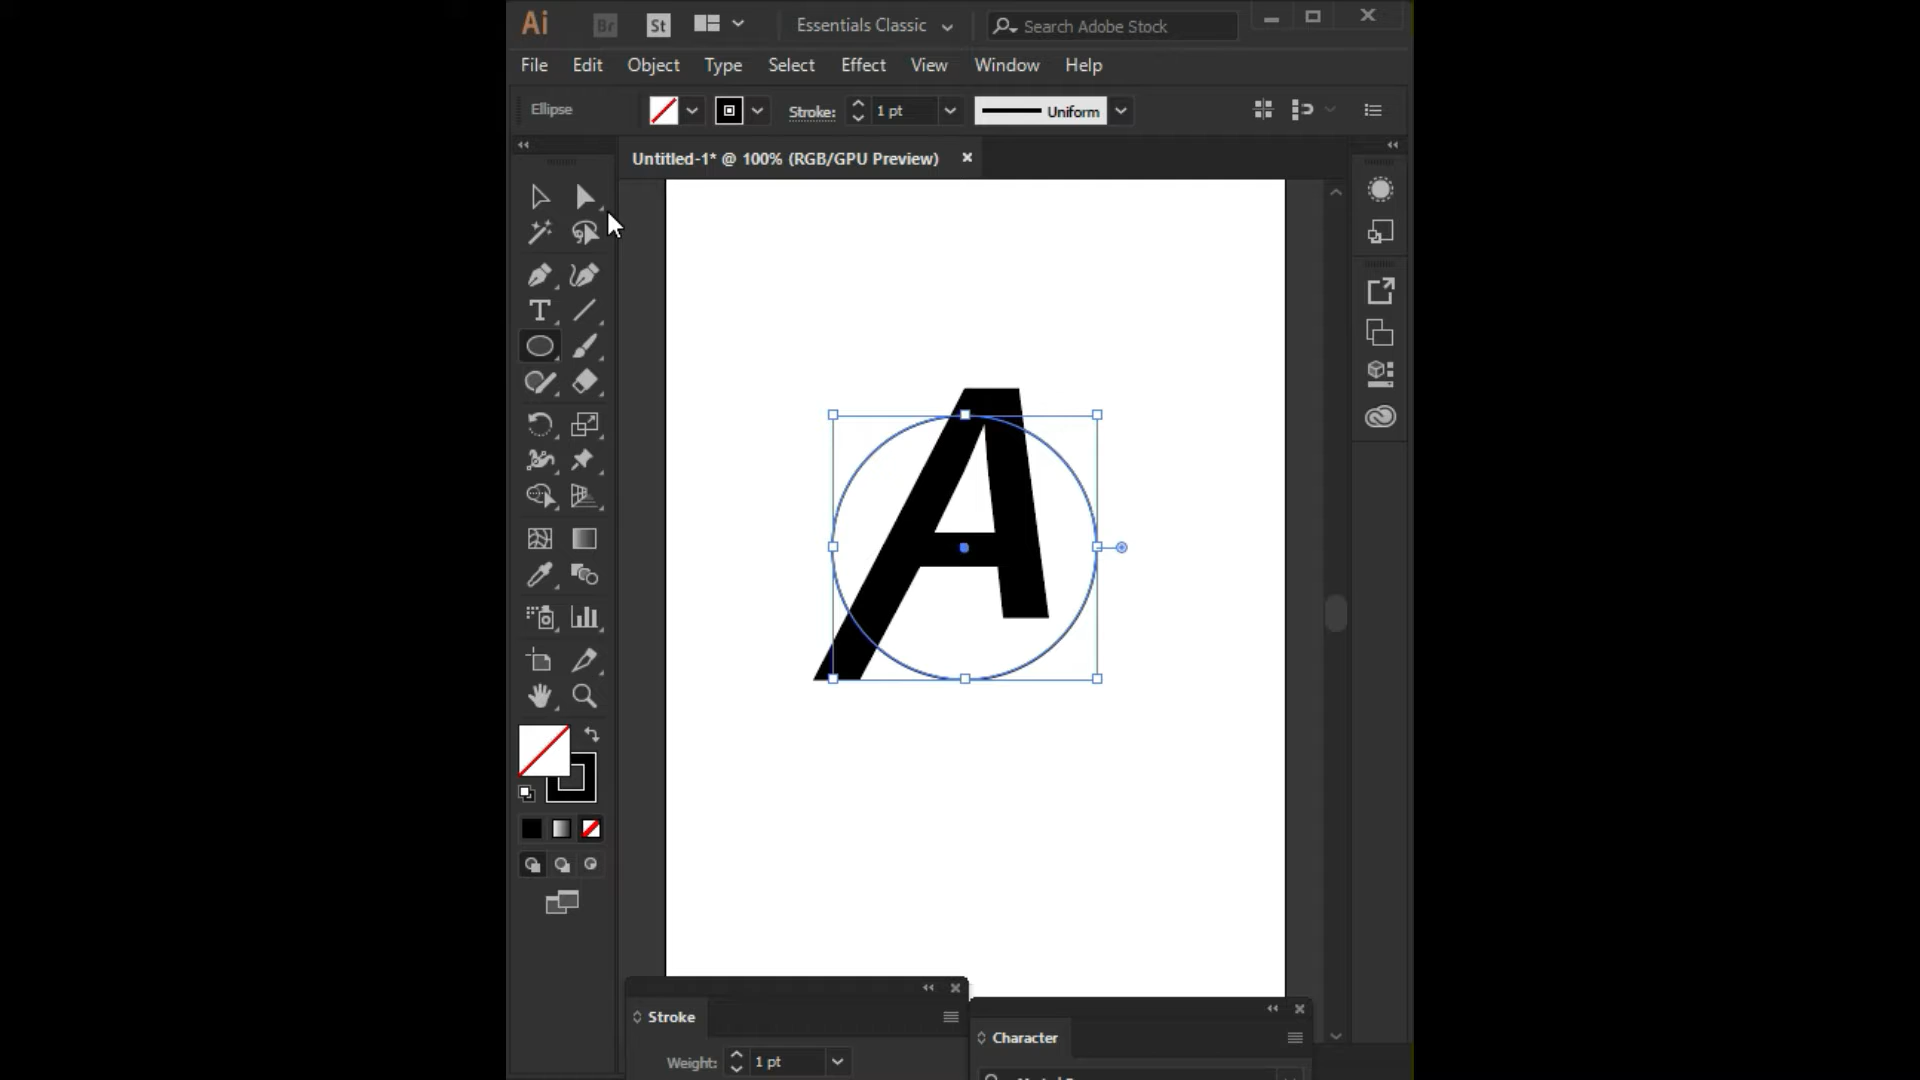 Ai Br St Essentials Classic Search Adobe Stock
File Edit Object Type Select Effect View Window Help
Ellipse Stroke: 1 pt Uniform
Untitled-1* @ 100% (RGB/GPU Preview)
A
Stroke
Character
Weight: 1 pt